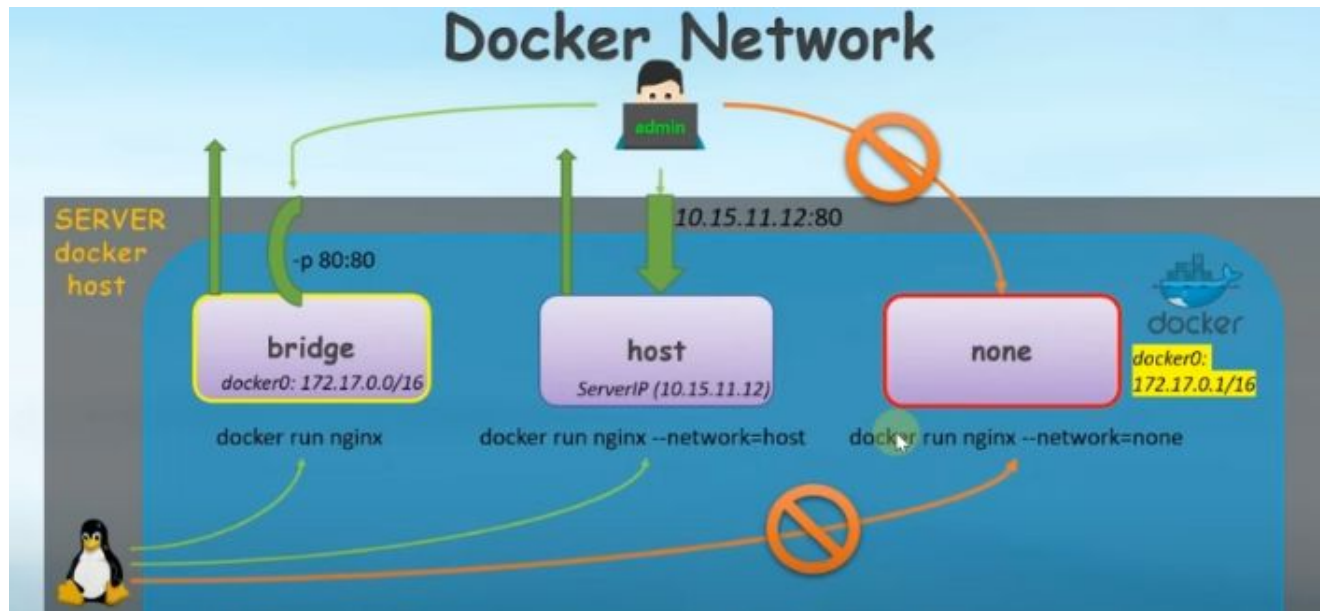 Docker Network
admin
SERVER
docker
host
10.15.11.12:80
-p 80:80
bridge
docker0: 172.17.0.0/16
host
ServerIP (10.15.11.12)
none
docker
docker0:
172.17.0.1/16
docker run nginx
docker run nginx --network=host
docker run nginx --network=none